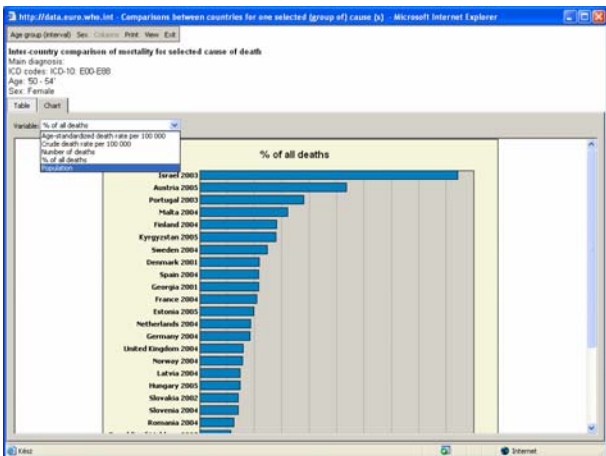 http://data.euro.who.int - Comparisons between countries for one selected (group of) cause (s) - Microsoft Internet Explorer
Age group (interval) Sex Columns Print View Exit
Inter-country comparison of mortality for selected cause of death
Main diagnosis:
ICD codes: ICD-10: E00-E88
Age: '50 - 54'
Sex: Female
Table Chart
Variable: % of all deaths
Age-standardized death rate per 100 000
Crude death rate per 100 000
Number of deaths
% of all deaths
Population
% of all deaths
Israel 2003
Austria 2005
Portugal 2003
Malta 2004
Finland 2004
Kyrgyzstan 2005
Sweden 2004
Denmark 2001
Spain 2004
Georgia 2001
France 2004
Estonia 2005
Netherlands 2004
Germany 2004
United Kingdom 2004
Norway 2004
Latvia 2004
Hungary 2005
Slovakia 2002
Slovenia 2004
Romania 2004
Kész
Internet